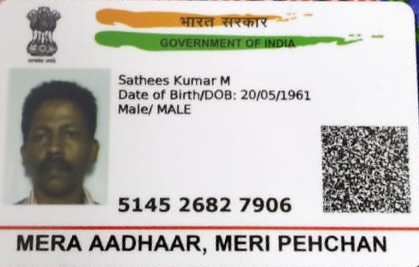 भारत सरकार
GOVERNMENT OF INDIA
Sathees Kumar M
Date of Birth/DOB: 20/05/1961
Male/ MALE
5145 2682 7906
MERA AADHAAR, MERI PEHCHAN